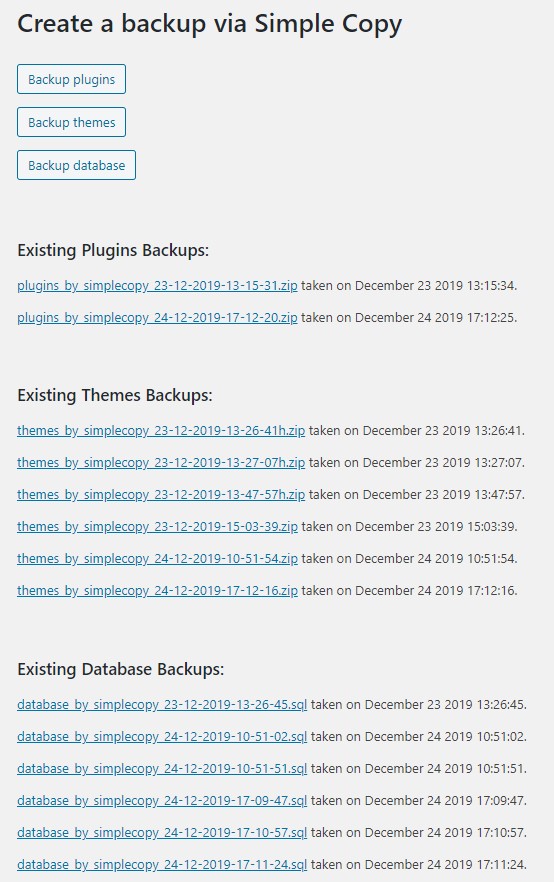 Create a backup via Simple Copy
Backup plugins
Backup themes
Backup database
Existing Plugins Backups:
plugins_by_simplecopy_23-12-2019-13-15-31.zip taken on December 23 2019 13:15:34.
plugins_by_simplecopy_24-12-2019-17-12-20.zip taken on December 24 2019 17:12:25.
Existing Themes Backups:
themes_by_simplecopy_23-12-2019-13-26-41h.zip taken on December 23 2019 13:26:41.
themes_by_simplecopy_23-12-2019-13-27-07h.zip taken on December 23 2019 13:27:07.
themes_by_simplecopy_23-12-2019-13-47-57h.zip taken on December 23 2019 13:47:57.
themes_by_simplecopy_23-12-2019-15-03-39.zip taken on December 23 2019 15:03:39.
themes_by_simplecopy_24-12-2019-10-51-54.zip taken on December 24 2019 10:51:54.
themes_by_simplecopy_24-12-2019-17-12-16.zip taken on December 24 2019 17:12:16.
Existing Database Backups:
database_by_simplecopy_23-12-2019-13-26-45.sql taken on December 23 2019 13:26:45.
database_by_simplecopy_24-12-2019-10-51-02.sql taken on December 24 2019 10:51:02.
database_by_simplecopy_24-12-2019-10-51-51.sql taken on December 24 2019 10:51:51.
database_by_simplecopy_24-12-2019-17-09-47.sql taken on December 24 2019 17:09:47.
database_by_simplecopy_24-12-2019-17-10-57.sql taken on December 24 2019 17:10:57.
database_by_simplecopy_24-12-2019-17-11-24.sql taken on December 24 2019 17:11:24.